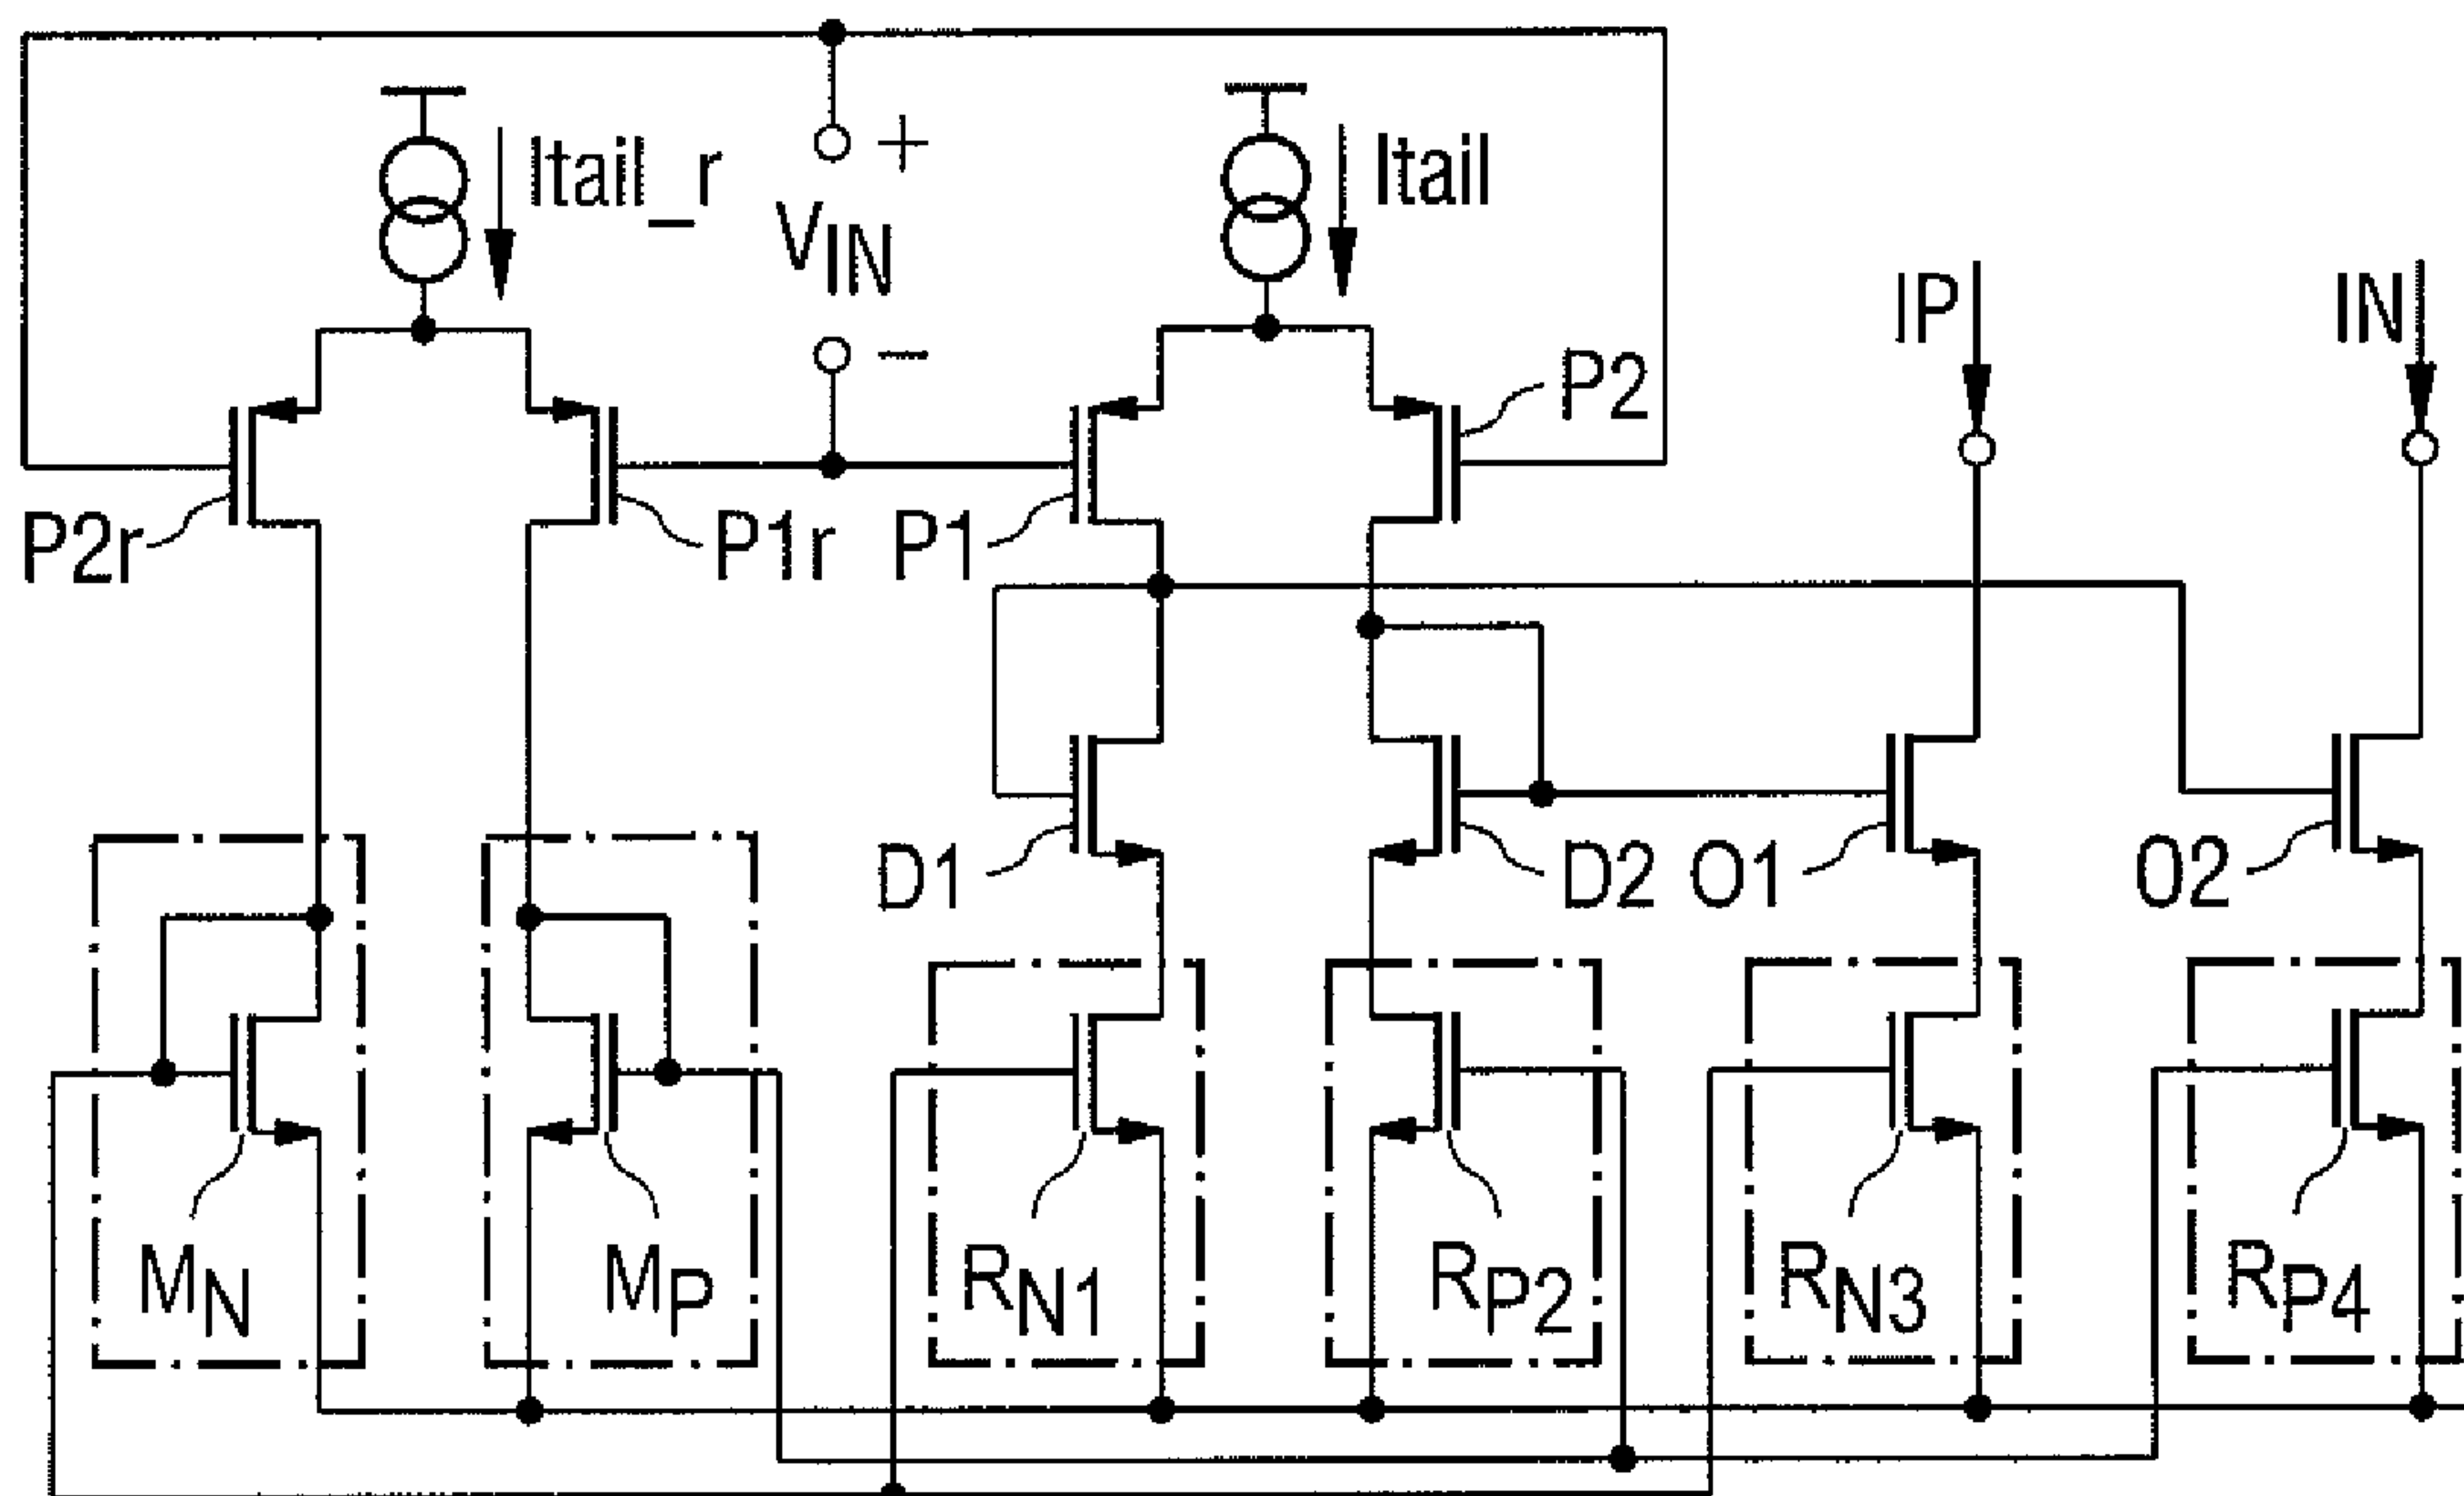 Itail_r
+
VIN
−
Itail
IP
IN
P2
P2r
P1r
P1
D1
D2
O1
O2
MN
MP
RN1
RP2
RN3
RP4